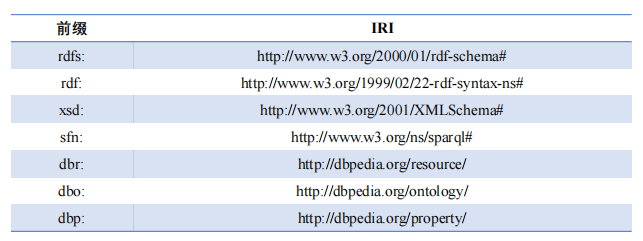 前缀 IRI
rdfs: http://www.w3.org/2000/01/rdf-schema#
rdf: http://www.w3.org/1999/02/22-rdf-syntax-ns#
xsd: http://www.w3.org/2001/XMLSchema#
sfn: http://www.w3.org/ns/sparql#
dbr: http://dbpedia.org/resource/
dbo: http://dbpedia.org/ontology/
dbp: http://dbpedia.org/property/